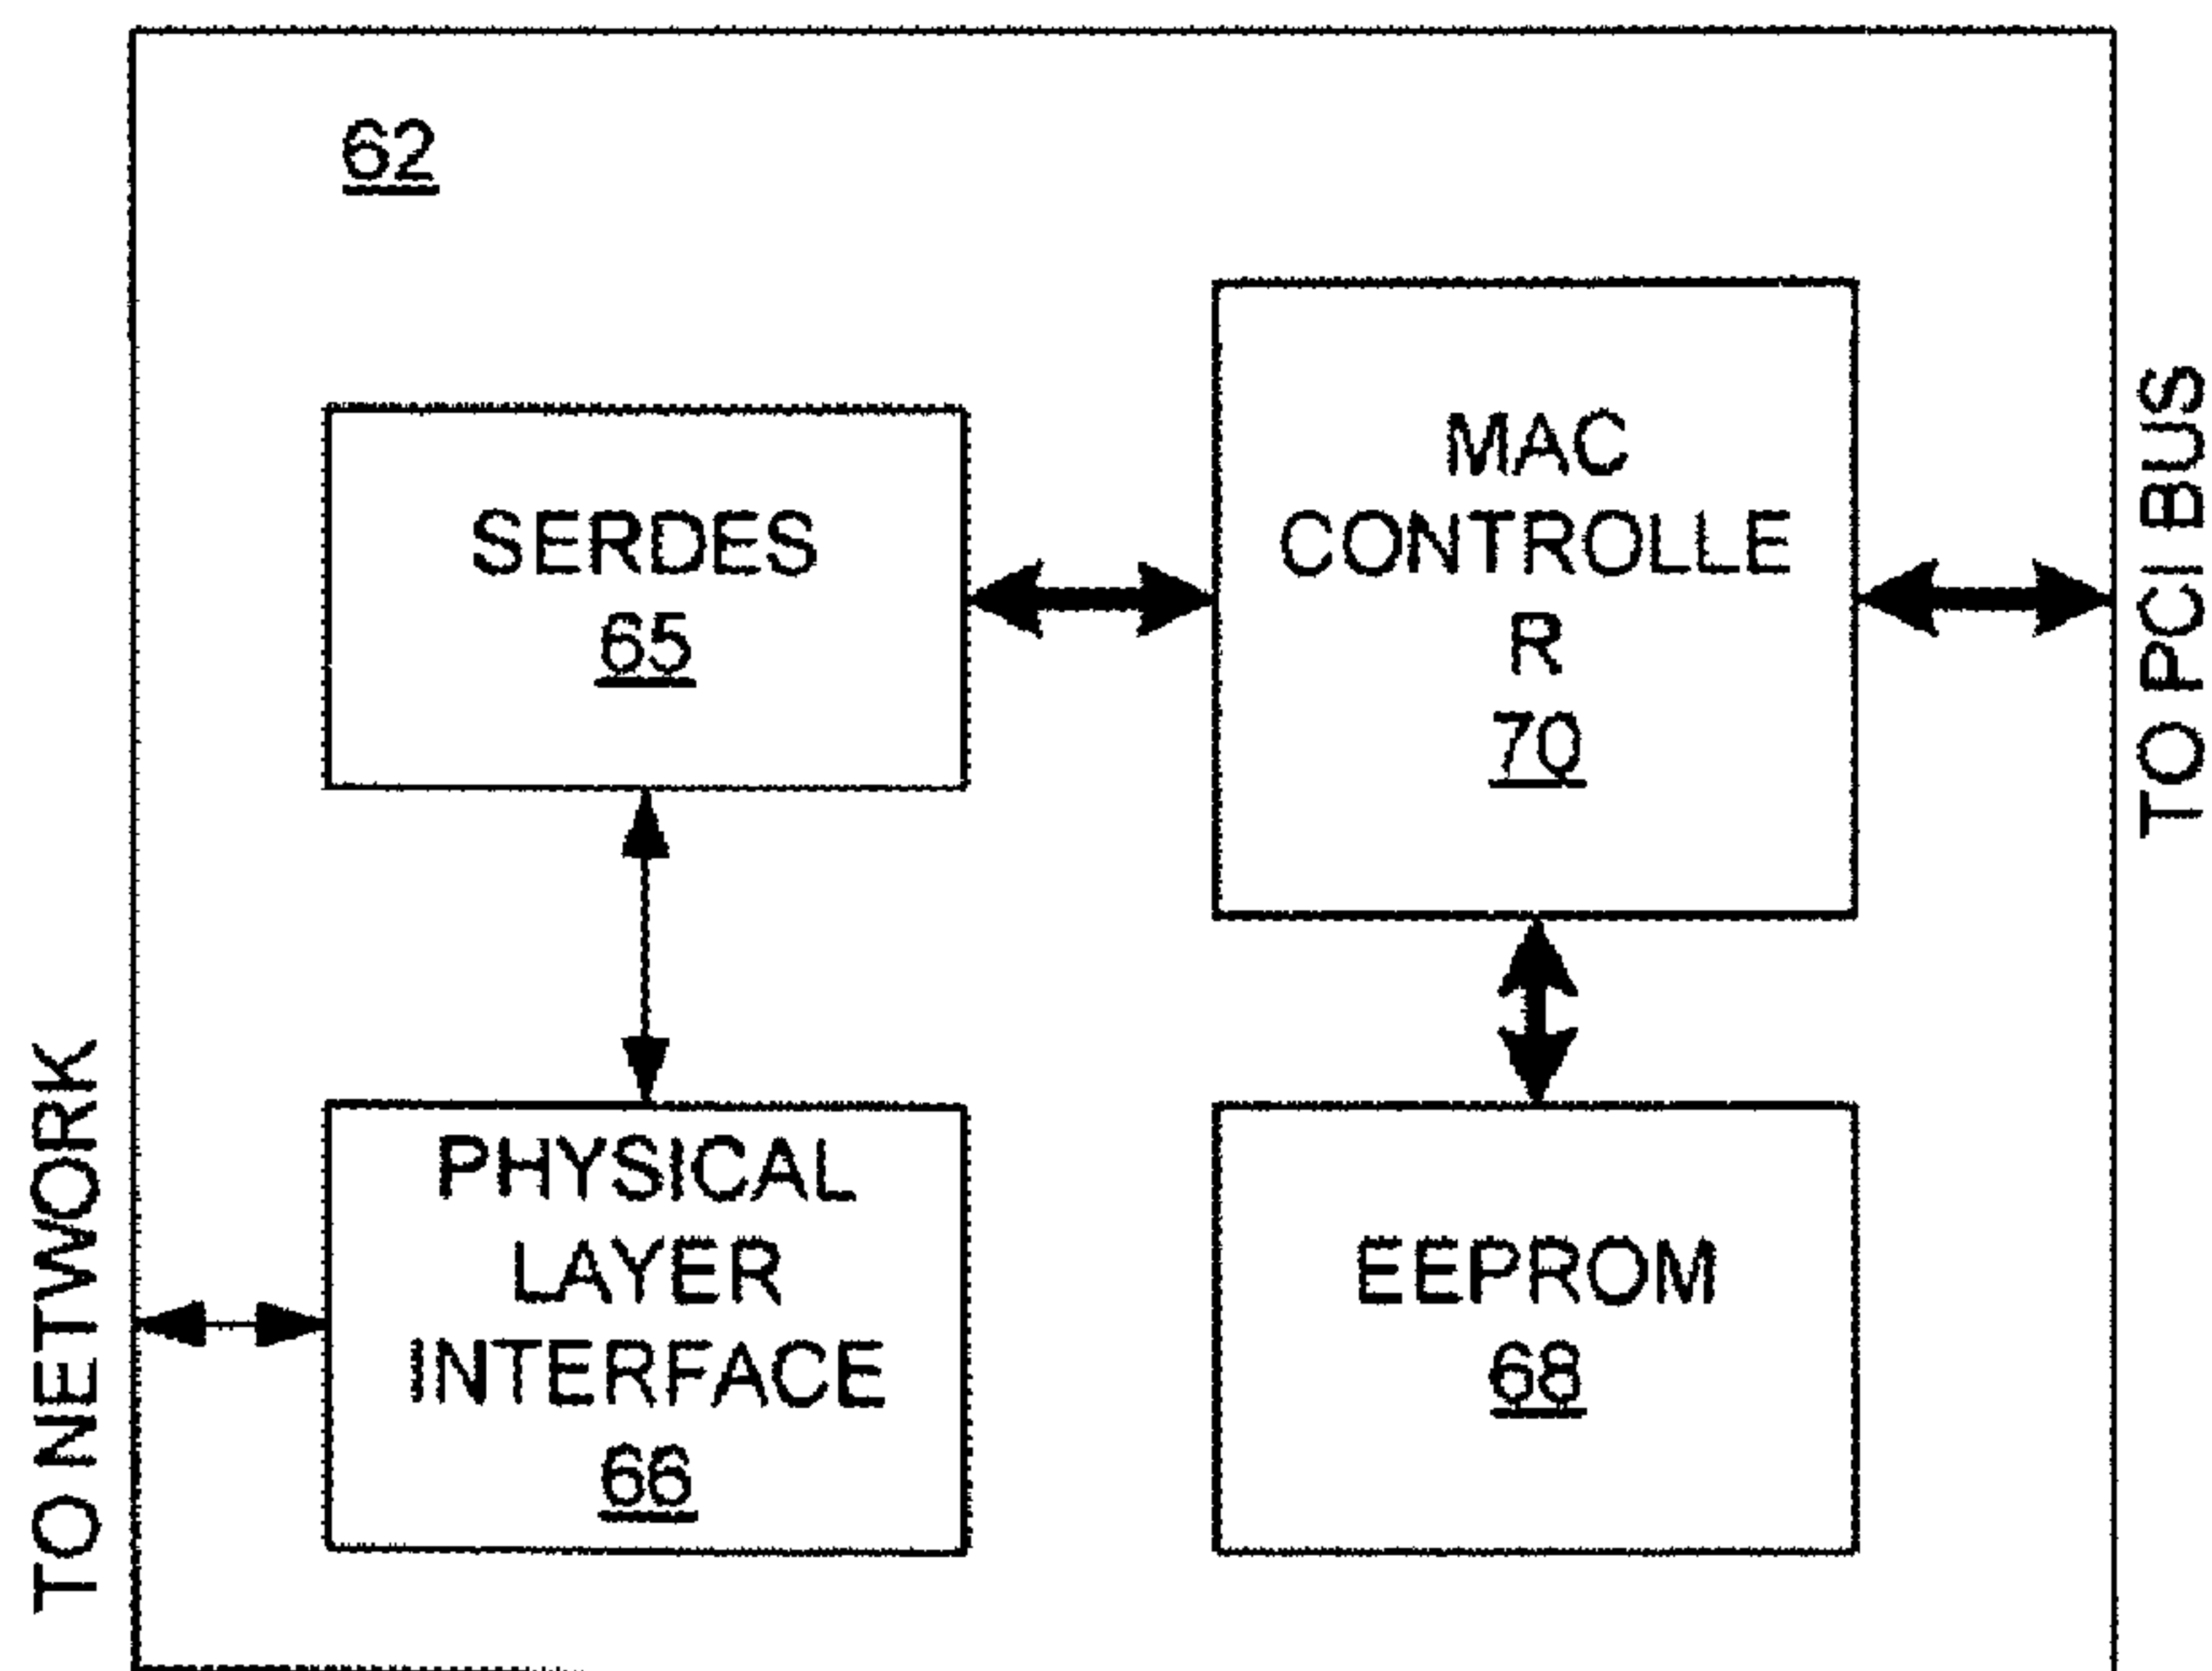 62
SERDES
65
MAC
CONTROLLE
R
70
TO PCI BUS
TO NETWORK
PHYSICAL
LAYER
INTERFACE
66
EEPROM
68